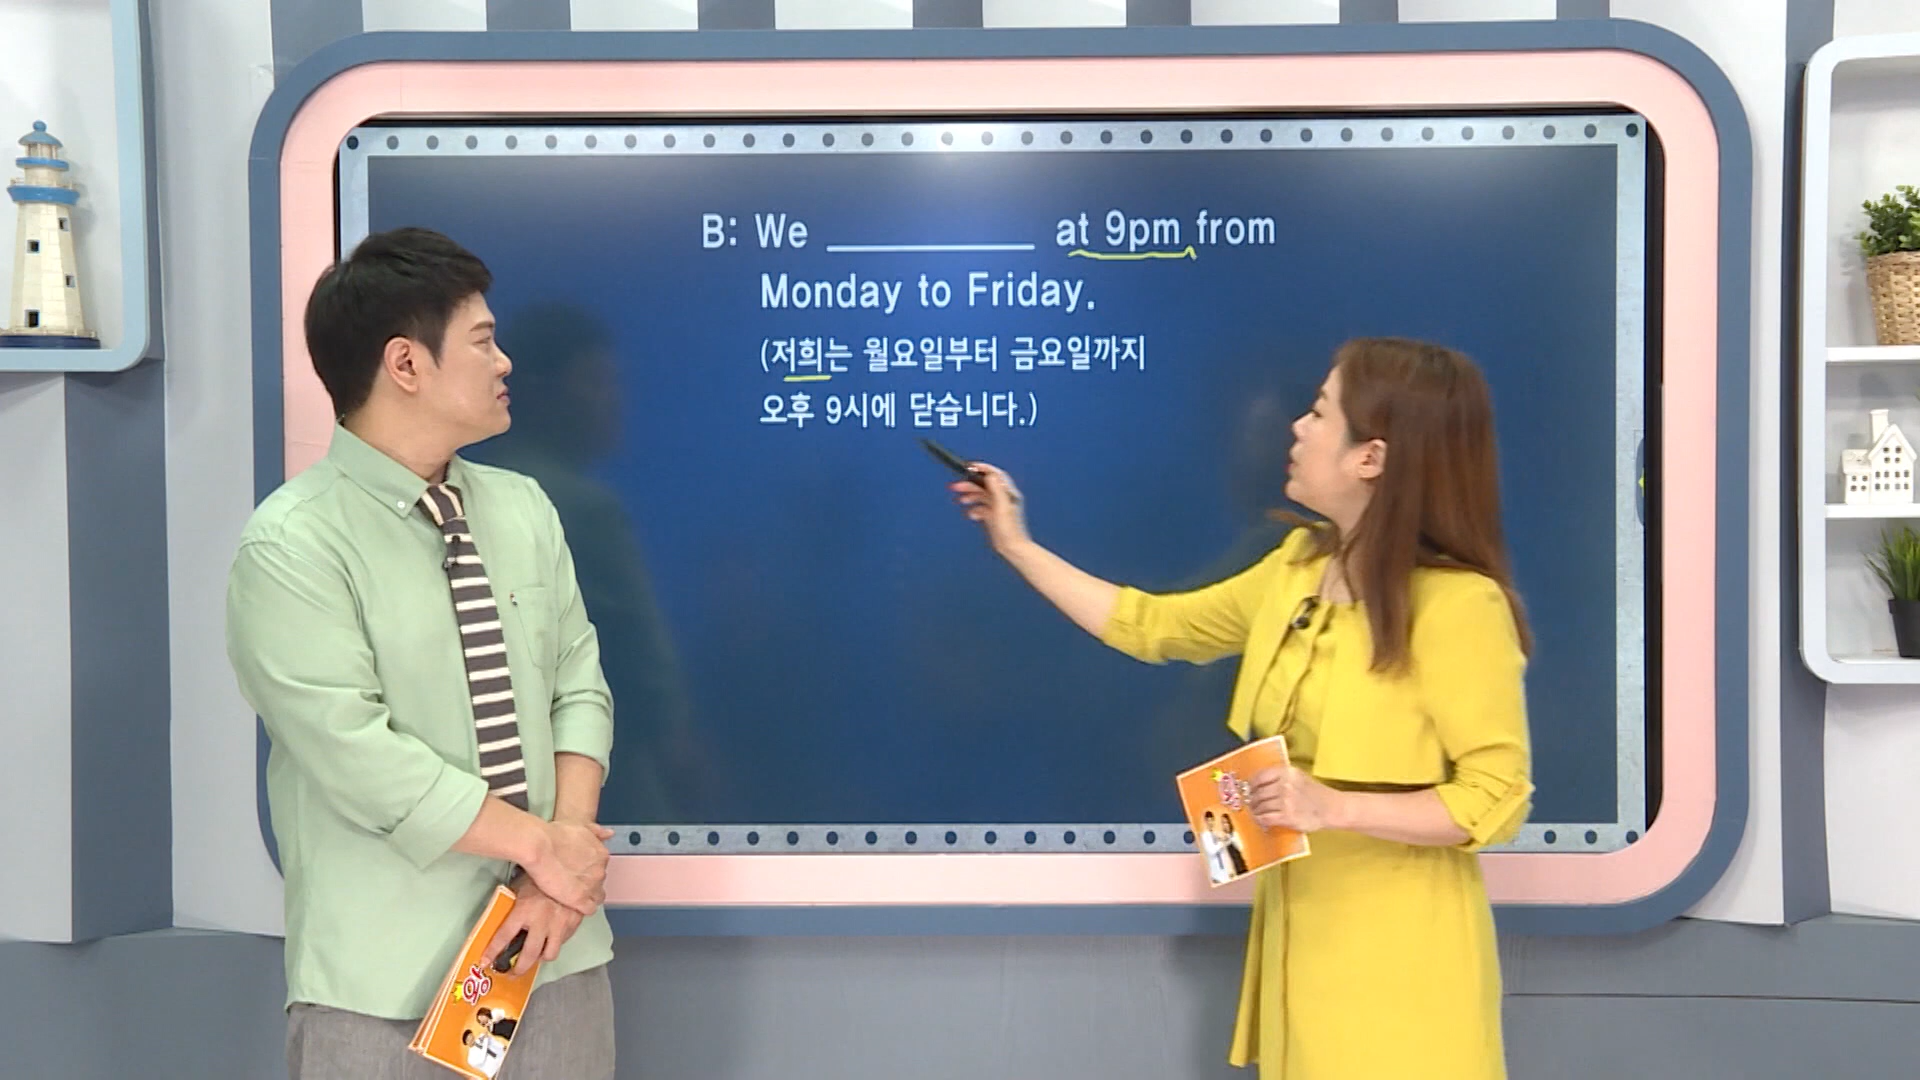 B: We __________ at 9pm from
Monday to Friday.
(저희는 월요일부터 금요일까지
오후 9시에 닫습니다.)